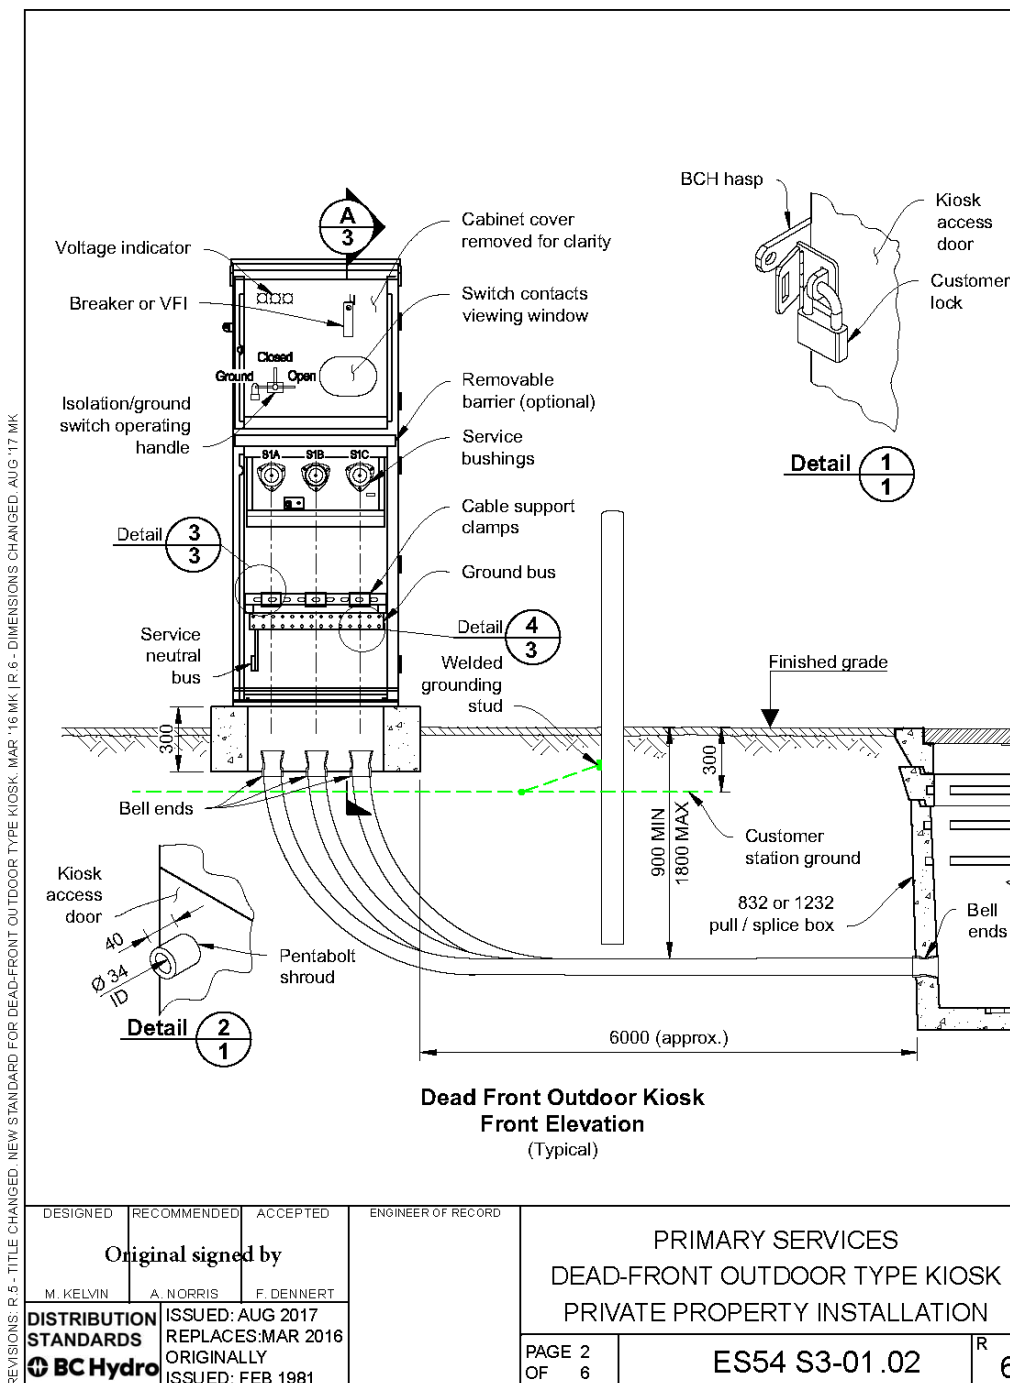 BCH hasp
Kiosk
access
door
Customer
lock
Detail 1
1
A
3
Voltage indicator
Breaker or VFI
Cabinet cover
removed for clarity
Switch contacts
viewing window
Closed
Ground
Open
Isolation/ground
switch operating
handle
Removable
barrier (optional)
Service
bushings
S1A
S1B
S1C
Detail 3
3
Cable support
clamps
Ground bus
Detail 4
3
Service
neutral
bus
Welded
grounding
stud
Finished grade
300
300
Bell ends
900 MIN
1800 MAX
Customer
station ground
832 or 1232
pull / splice box
Bell
ends
Kiosk
access
door
40
Ø 34
ID
Pentabolt
shroud
Detail 2
1
6000 (approx.)
Dead Front Outdoor Kiosk
Front Elevation
(Typical)
REVISIONS: R.5 - TITLE CHANGED. NEW STANDARD FOR DEAD-FRONT OUTDOOR TYPE KIOSK. MAR '16 MK | R.6 - DIMENSIONS CHANGED. AUG '17 MK
DESIGNED
RECOMMENDED
ACCEPTED
ENGINEER OF RECORD
Original signed by
M. KELVIN
A. NORRIS
F. DENNERT
DISTRIBUTION
STANDARDS
BC Hydro
ISSUED: AUG 2017
REPLACES:MAR 2016
ORIGINALLY
ISSUED: FEB 1981
PRIMARY SERVICES
DEAD-FRONT OUTDOOR TYPE KIOSK
PRIVATE PROPERTY INSTALLATION
PAGE 2
OF 6
ES54 S3-01.02
R
6